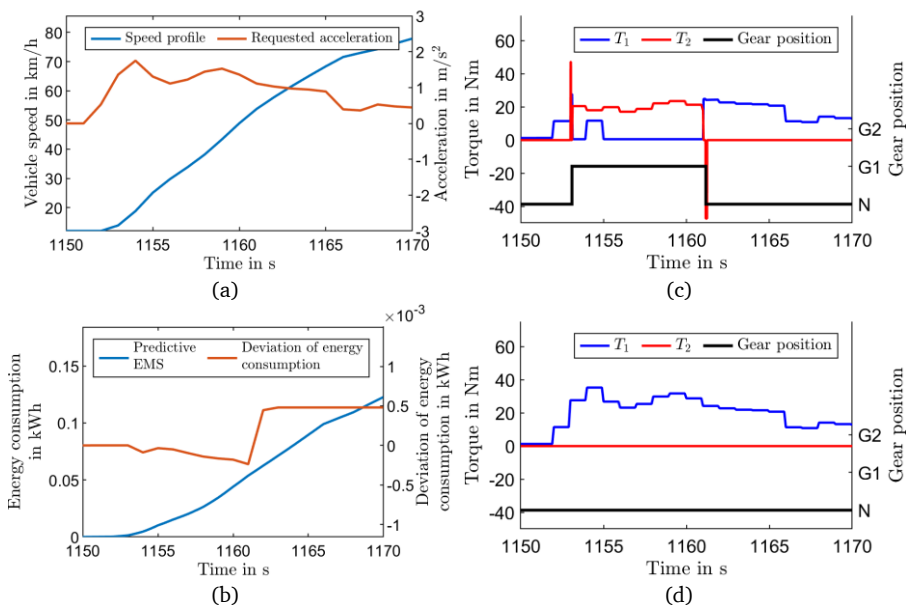 Speed profile Requested acceleration
80
70
60
50
40
30
20
Vehicle speed in km/h
3
2
1
0
-1
-2
-3
Acceleration in m/s²
1150 1155 1160 1165 1170
Time in s
(a)
T₁ T₂ Gear position
60
40
20
0
-20
-40
Torque in Nm
G2
G1
N
Gear position
1150 1155 1160 1165 1170
Time in s
(c)
×10⁻³
Predictive
EMS
Deviation of energy
consumption
0.15
0.1
0.05
0
Energy consumption
in kWh
1
0.5
0
-0.5
-1
Deviation of energy
consumption in kWh
1150 1155 1160 1165 1170
Time in s
(b)
T₁ T₂ Gear position
60
40
20
0
-20
-40
Torque in Nm
G2
G1
N
Gear position
1150 1155 1160 1165 1170
Time in s
(d)